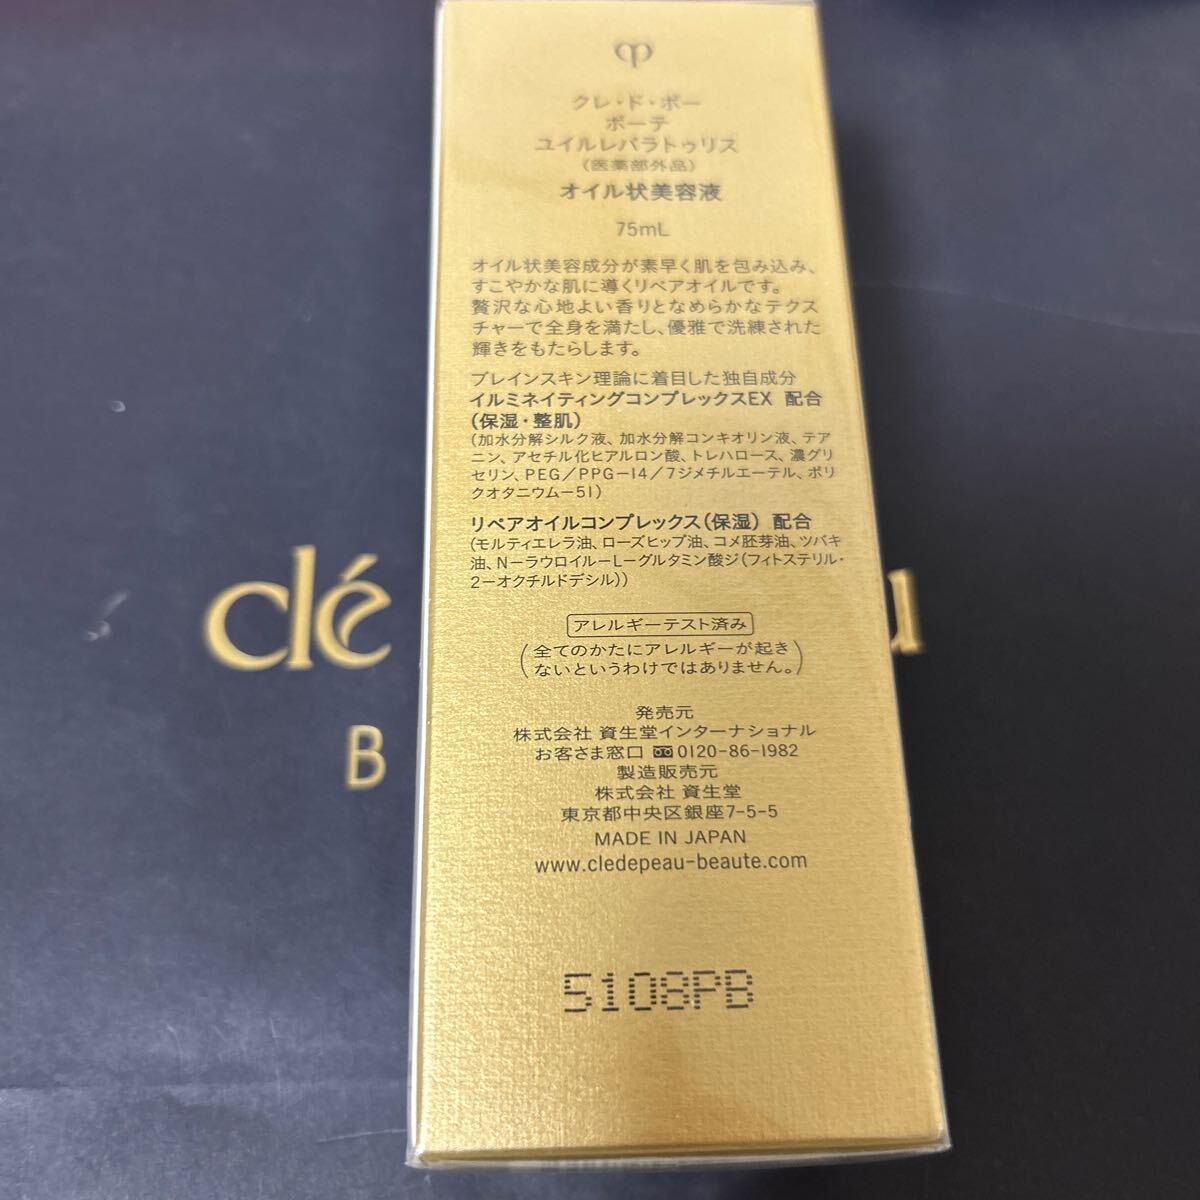 クレ・ド・ポー
ボーテ
ユイルレパラトゥリス
(医薬部外品)
オイル状美容液
75mL
オイル状美容成分が素早く肌を包み込み、
すこやかな肌に導くリペアオイルです。
贅沢な心地よい香りとなめらかなテクス
チャーで全身を満たし、優雅で洗練された
輝きをもたらします。
ブレインスキン理論に着目した独自成分
イルミネイティングコンプレックスEX 配合
(保湿・整肌)
(加水分解シルク液、加水分解コンキオリン液、テア
ニン、アセチル化ヒアルロン酸、トレハロース、濃グリ
セリン、PEG/PPG-14/7ジメチルエーテル、ポリ
クオタニウム-51)
リペアオイルコンプレックス(保湿) 配合
(モルティエレラ油、ローズヒップ油、コメ胚芽油、ツバキ
油、N-ラウロイル-L-グルタミン酸ジ(フィトステリル・
2-オクチルドデシル))
アレルギーテスト済み
(全てのかたにアレルギーが起き
ないというわけではありません。)
発売元
株式会社 資生堂インターナショナル
お客さま窓口 0120-86-1982
製造販売元
株式会社 資生堂
東京都中央区銀座7-5-5
MADE IN JAPAN
www.cledepeau-beaute.com
5108PB
clé
u
B